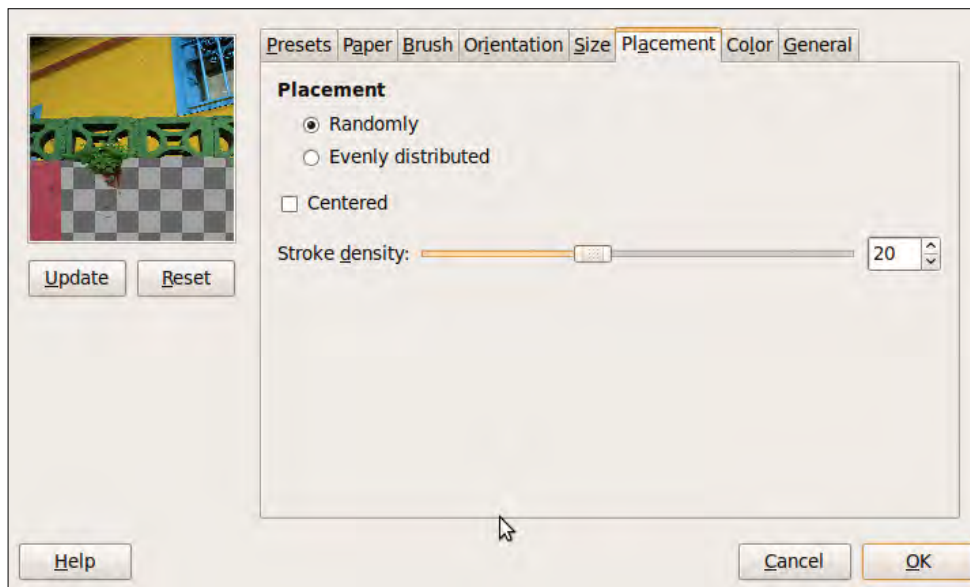 Presets Paper Brush Orientation Size Placement Color General
Placement
Randomly
Evenly distributed
Centered
Stroke density: 20
Update Reset
Help Cancel OK